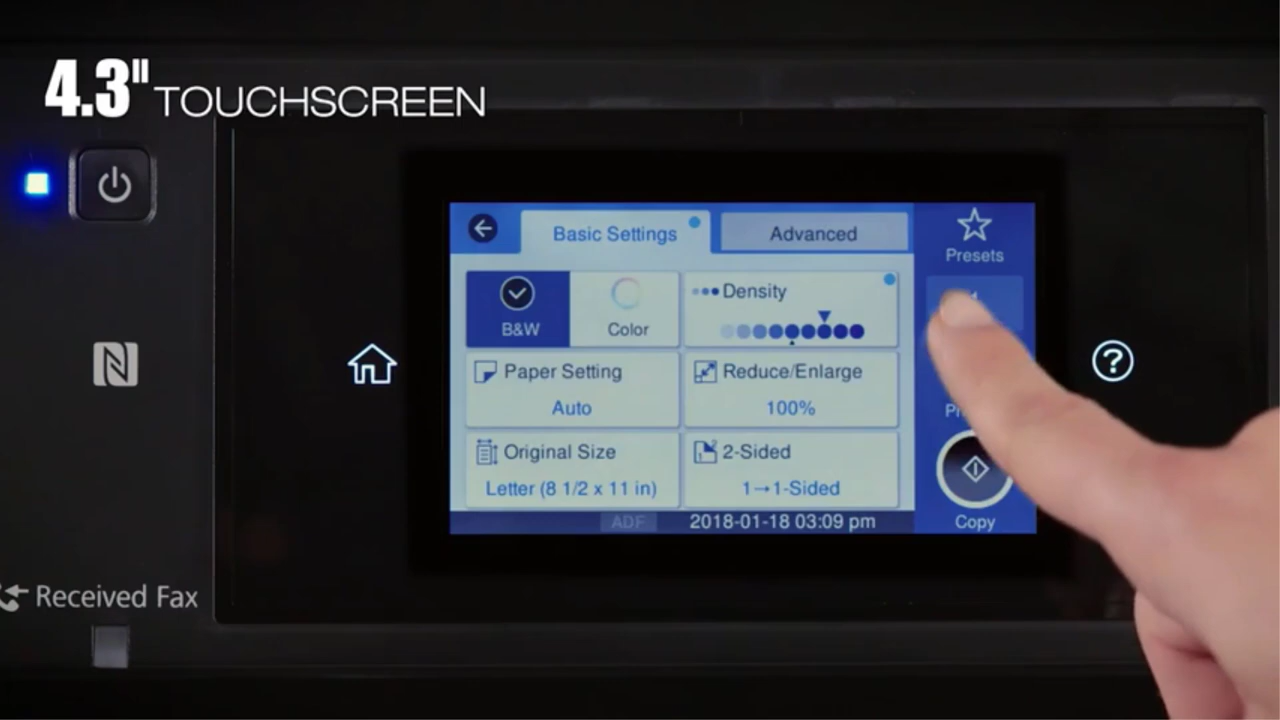 4.3" TOUCHSCREEN
Basic Settings
Advanced
Presets
B&W
Color
Density
Paper Setting
Auto
Reduce/Enlarge
100%
Original Size
Letter (8 1/2 x 11 in)
2-Sided
1→1-Sided
Copy
ADF
2018-01-18 03:09 pm
Received Fax